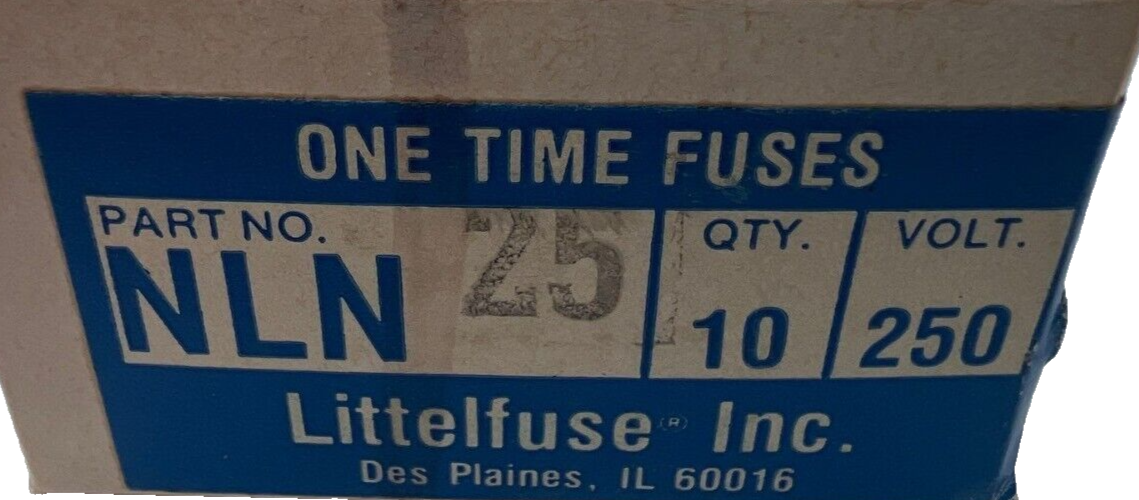 ONE TIME FUSES
PART NO. QTY. VOLT.
NLN 25 10 250
Littelfuse® Inc.
Des Plaines, IL 60016